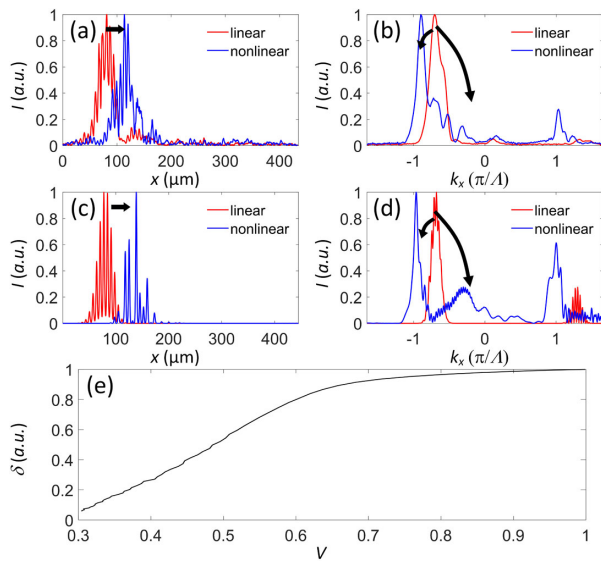 (a)
linear
nonlinear
I (a.u.)
1
0.8
0.6
0.4
0.2
0
0 100 200 300 400
x (μm)
(b)
linear
nonlinear
I (a.u.)
1
0.8
0.6
0.4
0.2
0
-1 0 1
kₓ (π/Λ)
(c)
linear
nonlinear
I (a.u.)
1
0.8
0.6
0.4
0.2
0
0 100 200 300 400
x (μm)
(d)
linear
nonlinear
I (a.u.)
1
0.8
0.6
0.4
0.2
0
-1 0 1
kₓ (π/Λ)
(e)
δ (a.u.)
1
0.8
0.6
0.4
0.2
0
0.3 0.4 0.5 0.6 0.7 0.8 0.9 1
V